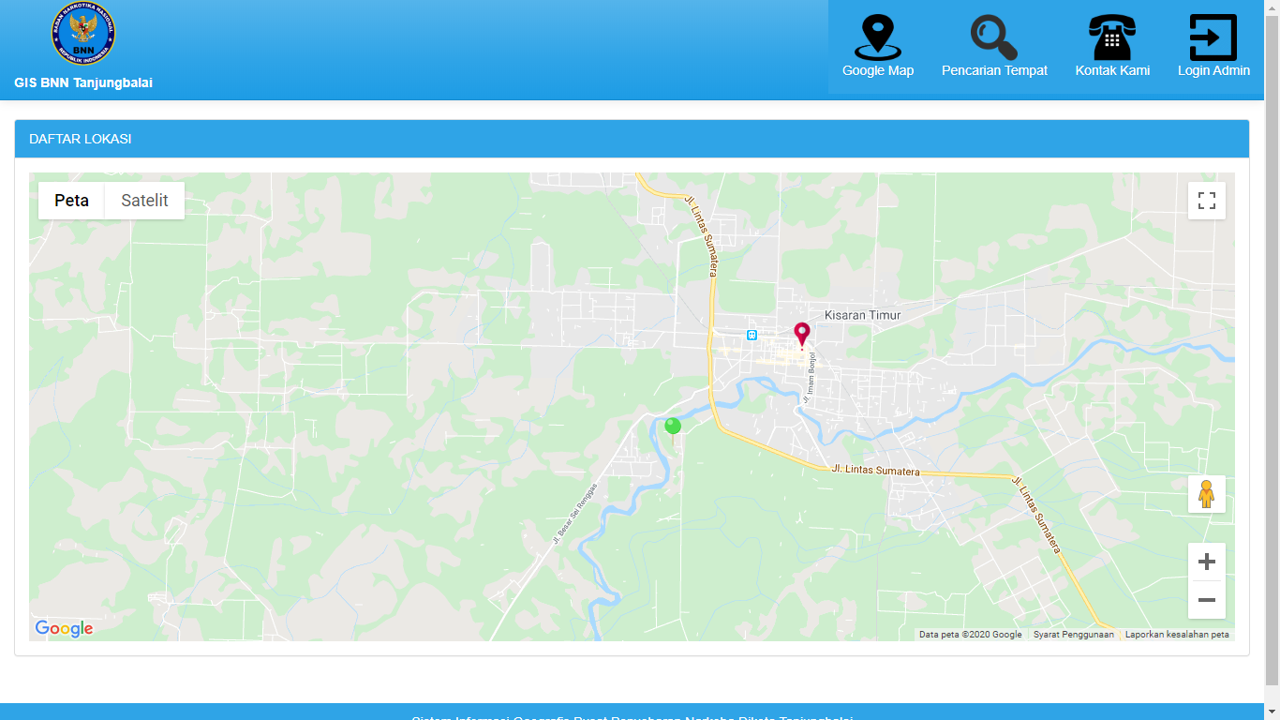 BADAN NARKOTIKA NASIONAL
BNN
REPUBLIK INDONESIA
GIS BNN Tanjungbalai
Google Map
Pencarian Tempat
Kontak Kami
Login Admin
DAFTAR LOKASI
Peta
Satelit
Jl. Lintas Sumatera
Kisaran Timur
Jl. Imam Bonjol
Jl. Lintas Sumatera
Jl. Lintas Sumatera
Jl. Besar Sei Renggas
Google
Data peta ©2020 Google
Syarat Penggunaan
Laporkan kesalahan peta